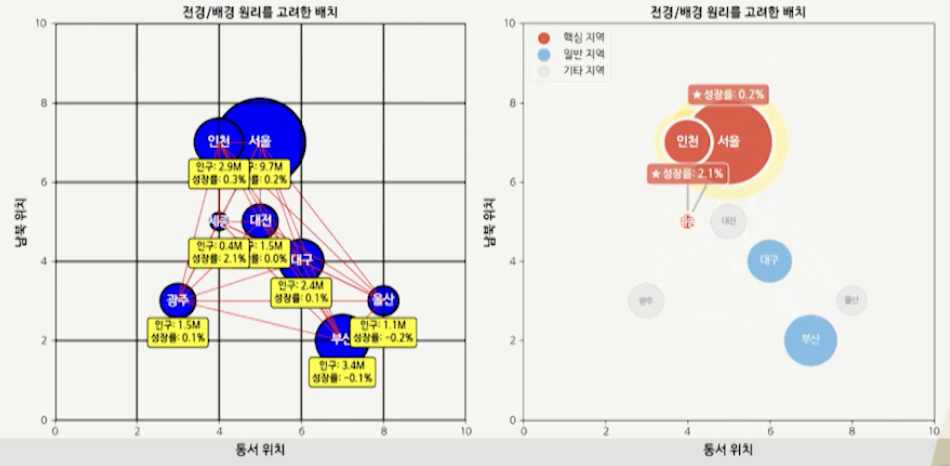 전경/배경 원리를 고려한 배치
10
8
6
4
2
0
0
2
4
6
8
10
남북 위치
동서 위치
인천
서울
인구: 2.9M
성장률: 0.3%
구: 9.7M
률: 0.2%
대전
인구: 0.4M
성장률: 2.1%
구: 1.5M
률: 0.0%
대구
인구: 2.4M
성장률: 0.1%
광주
인구: 1.5M
성장률: 0.1%
울산
인구: 1.1M
성장률: -0.2%
부산
인구: 3.4M
성장률: -0.1%
전경/배경 원리를 고려한 배치
핵심 지역
일반 지역
기타 지역
10
8
6
4
2
0
0
2
4
6
8
10
남북 위치
동서 위치
★ 성장률: 0.2%
인천
서울
★ 성장률: 2.1%
대전
대구
광주
울산
부산